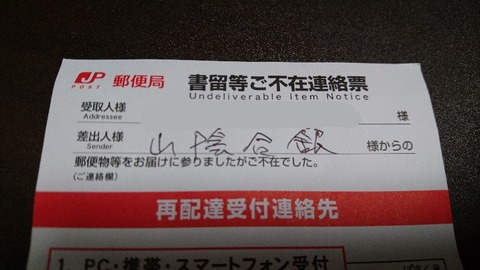 JP 郵便局 書留等ご不在連絡票
POST Undeliverable Item Notice
受取人様 様
Addressee
差出人様 山陰合銀 様からの
Sender
郵便物等をお届けに参りましたがご不在でした。
(ご連絡欄)
再配達受付連絡先
1. PC・携帯・スマートフォン受付